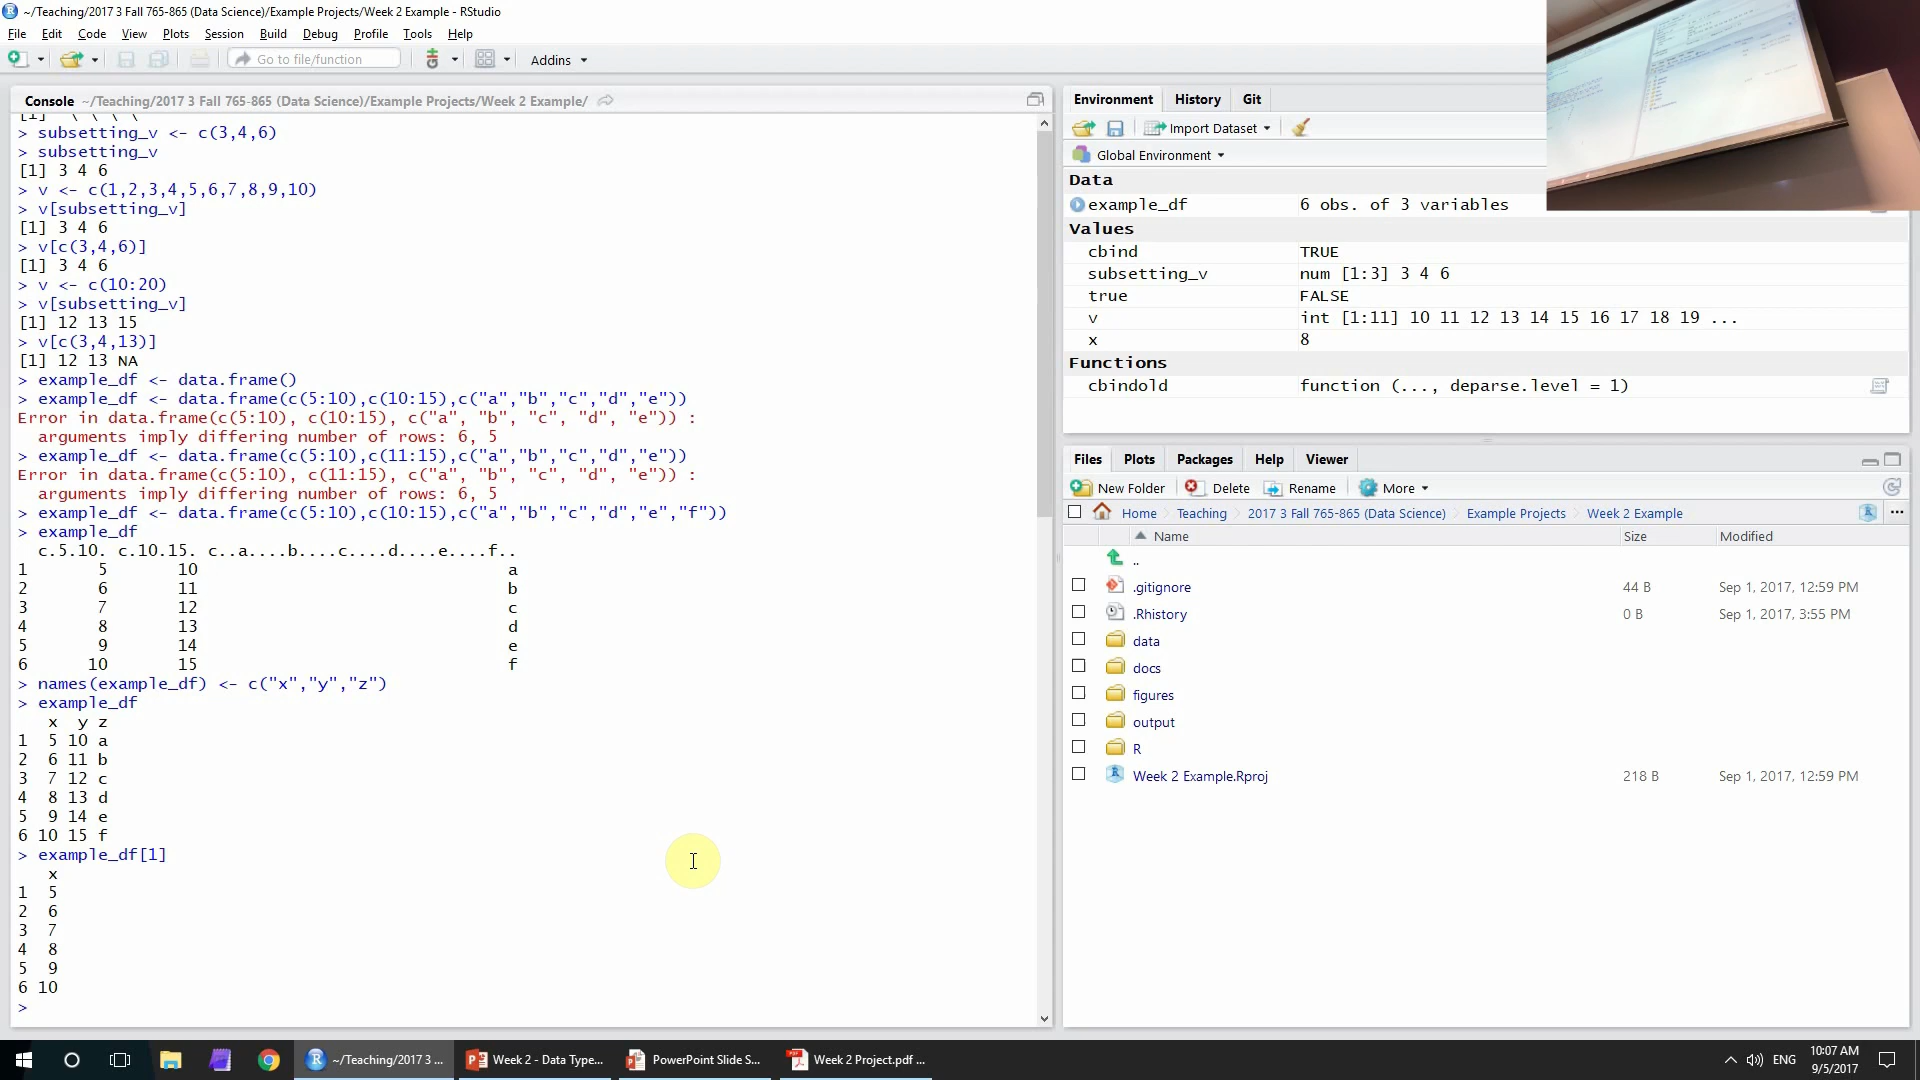 ~/Teaching/2017 3 Fall 765-865 (Data Science)/Example Projects/Week 2 Example - RStudio
File Edit Code View Plots Session Build Debug Profile Tools Help
Go to file/function
Addins
Console ~/Teaching/2017 3 Fall 765-865 (Data Science)/Example Projects/Week 2 Example/
> subsetting_v <- c(3,4,6)
> subsetting_v
[1] 3 4 6
> v <- c(1,2,3,4,5,6,7,8,9,10)
> v[subsetting_v]
[1] 3 4 6
> v[c(3,4,6)]
[1] 3 4 6
> v <- c(10:20)
> v[subsetting_v]
[1] 12 13 15
> v[c(3,4,13)]
[1] 12 13 NA
> example_df <- data.frame()
> example_df <- data.frame(c(5:10),c(10:15),c("a","b","c","d","e"))
Error in data.frame(c(5:10), c(10:15), c("a", "b", "c", "d", "e")) :
arguments imply differing number of rows: 6, 5
> example_df <- data.frame(c(5:10),c(11:15),c("a","b","c","d","e"))
Error in data.frame(c(5:10), c(11:15), c("a", "b", "c", "d", "e")) :
arguments imply differing number of rows: 6, 5
> example_df <- data.frame(c(5:10),c(10:15),c("a","b","c","d","e","f"))
> example_df
c.5.10. c.10.15. c..a....b....c....d....e....f..
1 5 10 a
2 6 11 b
3 7 12 c
4 8 13 d
5 9 14 e
6 10 15 f
> names(example_df) <- c("x","y","z")
> example_df
x y z
1 5 10 a
2 6 11 b
3 7 12 c
4 8 13 d
5 9 14 e
6 10 15 f
> example_df[1]
x
1 5
2 6
3 7
4 8
5 9
6 10
>
Environment History Git
Import Dataset
Global Environment
Data
example_df 6 obs. of 3 variables
Values
cbind TRUE
subsetting_v num [1:3] 3 4 6
true FALSE
v int [1:11] 10 11 12 13 14 15 16 17 18 19 ...
x 8
Functions
cbindold function (..., deparse.level = 1)
Files Plots Packages Help Viewer
New Folder Delete Rename More
Home Teaching 2017 3 Fall 765-865 (Data Science) Example Projects Week 2 Example ...
Name Size Modified
..
.gitignore 44 B Sep 1, 2017, 12:59 PM
.Rhistory 0 B Sep 1, 2017, 3:55 PM
data
docs
figures
output
R
Week 2 Example.Rproj 218 B Sep 1, 2017, 12:59 PM
~/Teaching/2017 3 ... Week 2 - Data Type... PowerPoint Slide S... Week 2 Project.pdf ... ENG 10:07 AM
9/5/2017